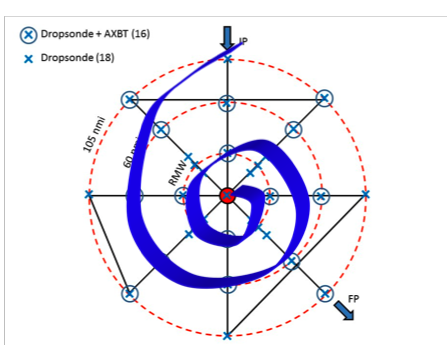 Dropsonde + AXBT (16)
Dropsonde (18)
IP
105 nmi
60 nmi
RMW
FP